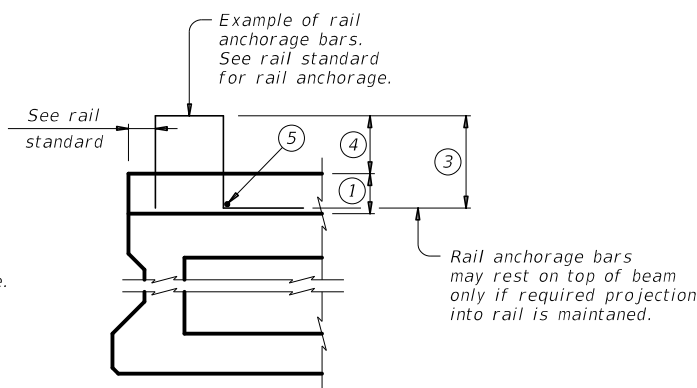 Example of rail
anchorage bars.
See rail standard
for rail anchorage.
See rail
standard
5
4
3
1
e.
Rail anchorage bars
may rest on top of beam
only if required projection
into rail is maintaned.